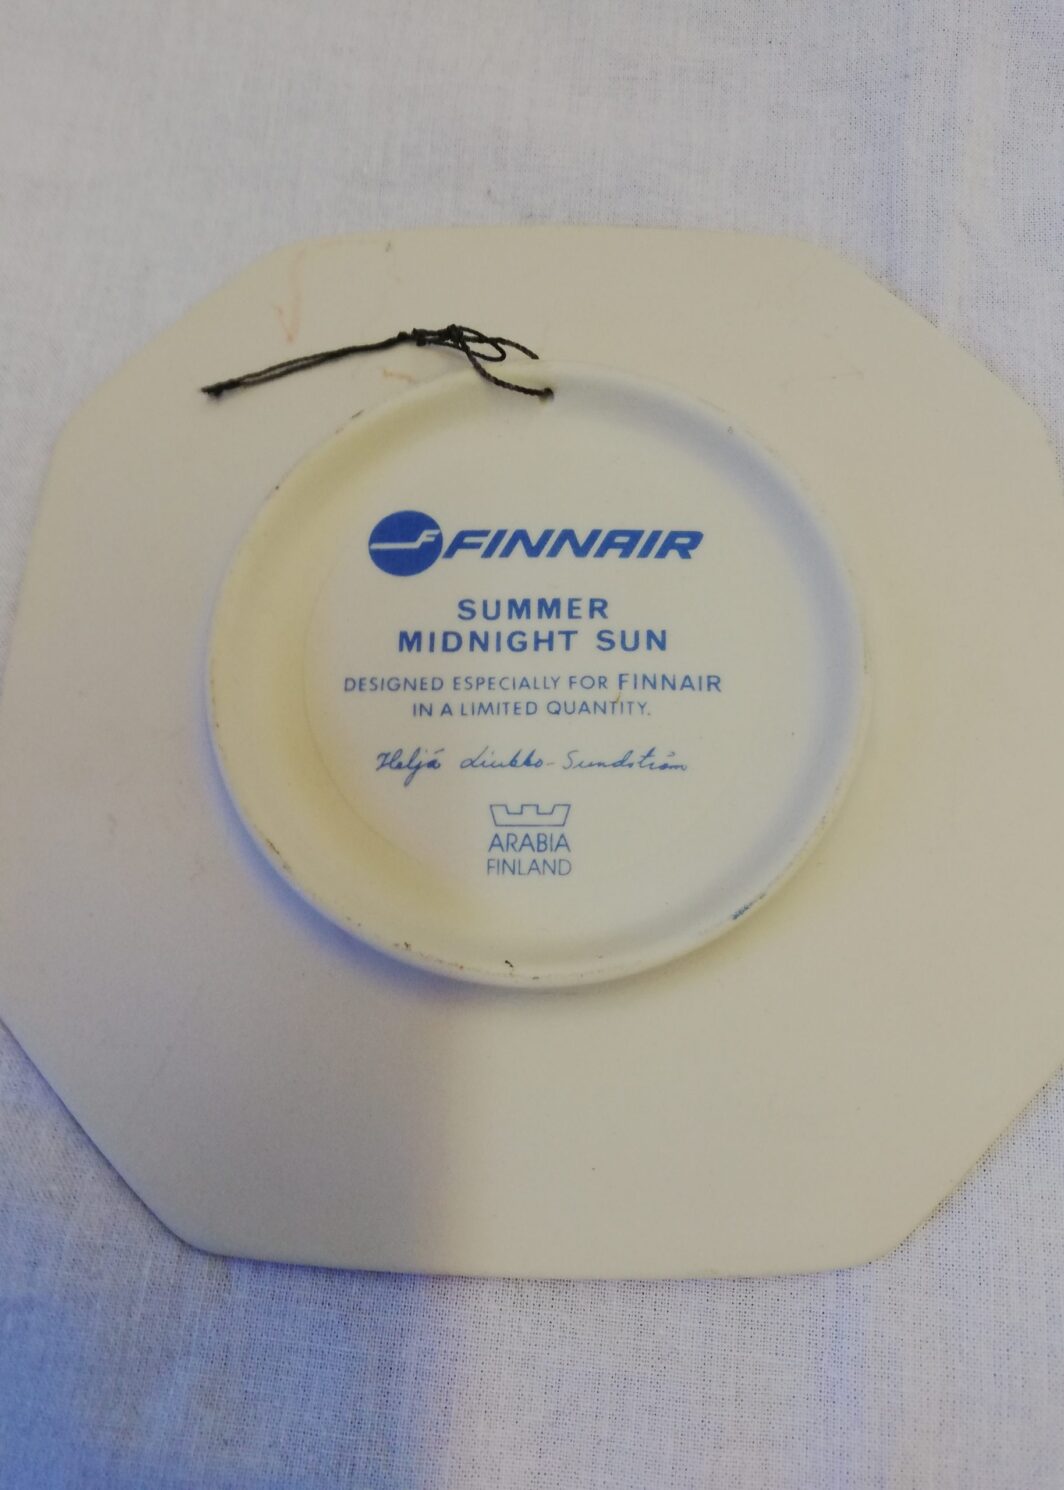 FINNAIR
SUMMER
MIDNIGHT SUN
DESIGNED ESPECIALLY FOR FINNAIR
IN A LIMITED QUANTITY.
Heljä Liukko-Sundström
ARABIA
FINLAND